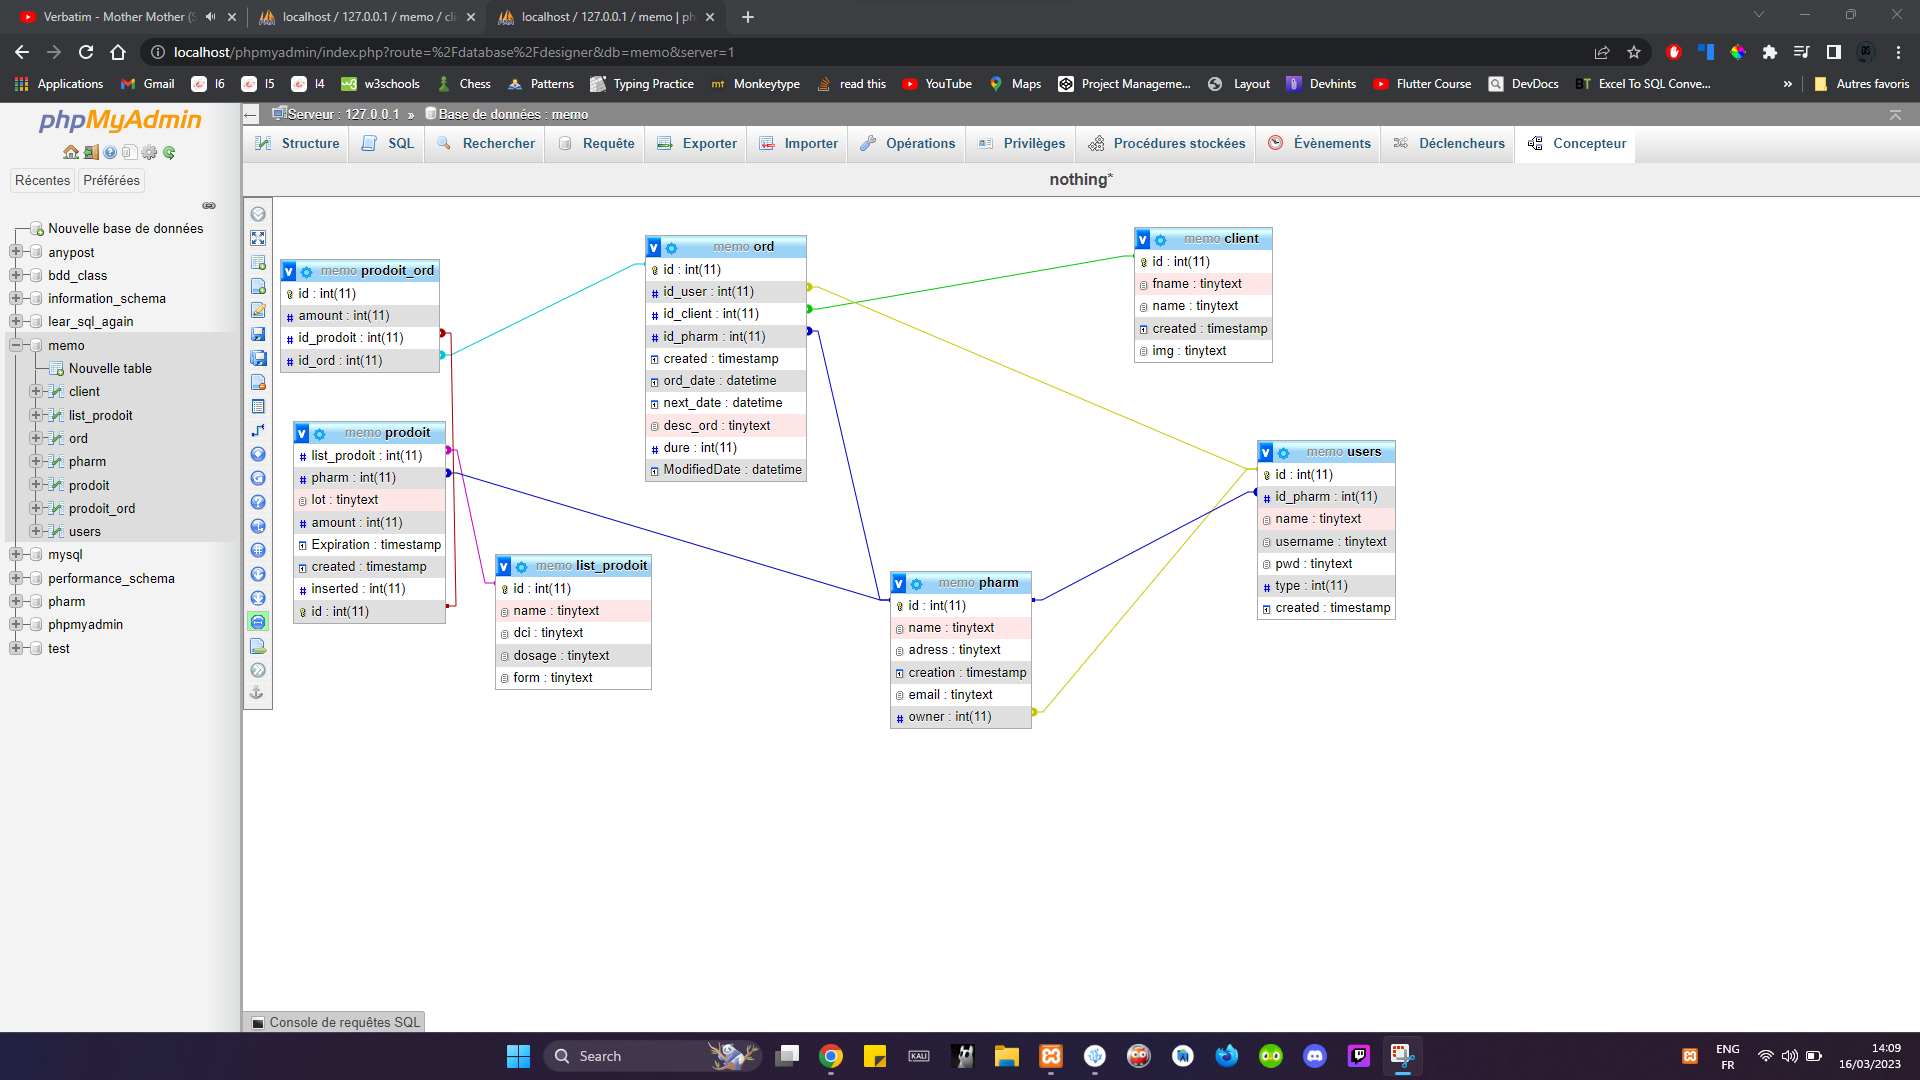 Verbatim - Mother Mother (S
localhost / 127.0.0.1 / memo / cli
localhost / 127.0.0.1 / memo | ph
localhost/phpmyadmin/index.php?route=%2Fdatabase%2Fdesigner&db=memo&server=1
Applications
Gmail
l6
l5
l4
w3schools
Chess
Patterns
Typing Practice
mt
Monkeytype
read this
YouTube
Maps
Project Manageme...
Layout
Devhints
Flutter Course
DevDocs
BT
Excel To SQL Conve...
»
Autres favoris
phpMyAdmin
Récentes
Préférées
Nouvelle base de données
anypost
bdd_class
information_schema
lear_sql_again
memo
Nouvelle table
client
list_prodoit
ord
pharm
prodoit
prodoit_ord
users
mysql
performance_schema
pharm
phpmyadmin
test
Serveur : 127.0.0.1 » Base de données : memo
Structure
SQL
Rechercher
Requête
Exporter
Importer
Opérations
Privilèges
Procédures stockées
Évènements
Déclencheurs
Concepteur
nothing*
v memo prodoit_ord
id : int(11)
# amount : int(11)
# id_prodoit : int(11)
# id_ord : int(11)
v memo prodoit
# list_prodoit : int(11)
# pharm : int(11)
lot : tinytext
# amount : int(11)
Expiration : timestamp
created : timestamp
# inserted : int(11)
id : int(11)
v memo list_prodoit
id : int(11)
name : tinytext
dci : tinytext
dosage : tinytext
form : tinytext
v memo ord
id : int(11)
# id_user : int(11)
# id_client : int(11)
# id_pharm : int(11)
created : timestamp
ord_date : datetime
next_date : datetime
desc_ord : tinytext
# dure : int(11)
ModifiedDate : datetime
v memo pharm
id : int(11)
name : tinytext
adress : tinytext
creation : timestamp
email : tinytext
# owner : int(11)
v memo client
id : int(11)
fname : tinytext
name : tinytext
created : timestamp
img : tinytext
v memo users
id : int(11)
# id_pharm : int(11)
name : tinytext
username : tinytext
pwd : tinytext
# type : int(11)
created : timestamp
Console de requêtes SQL
Search
KALI
ENG
FR
14:09
16/03/2023